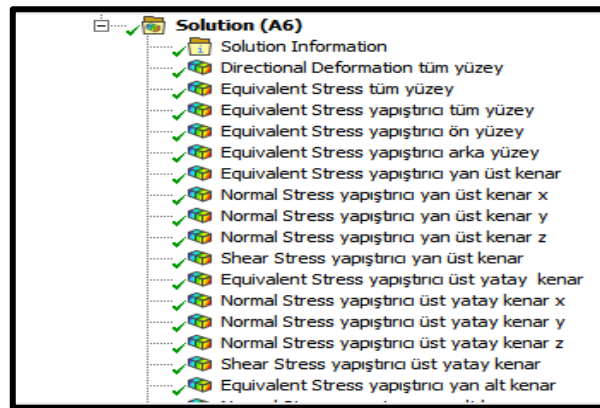 Solution (A6)
Solution Information
Directional Deformation tüm yüzey
Equivalent Stress tüm yüzey
Equivalent Stress yapıştırıcı tüm yüzey
Equivalent Stress yapıştırıcı ön yüzey
Equivalent Stress yapıştırıcı arka yüzey
Equivalent Stress yapıştırıcı yan üst kenar
Normal Stress yapıştırıcı yan üst kenar x
Normal Stress yapıştırıcı yan üst kenar y
Normal Stress yapıştırıcı yan üst kenar z
Shear Stress yapıştırıcı yan üst kenar
Equivalent Stress yapıştırıcı üst yatay  kenar
Normal Stress yapıştırıcı üst yatay kenar x
Normal Stress yapıştırıcı üst yatay kenar y
Normal Stress yapıştırıcı üst yatay kenar z
Shear Stress yapıştırıcı üst yatay kenar
Equivalent Stress yapıştırıcı yan alt kenar